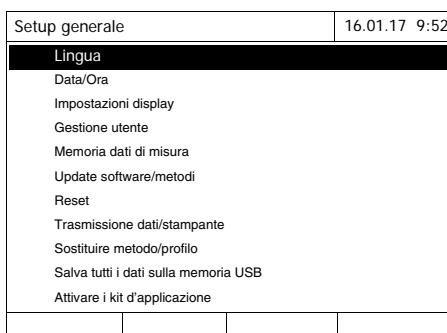 Setup generale 16.01.17 9:52
Lingua
Data/Ora
Impostazioni display
Gestione utente
Memoria dati di misura
Update software/metodi
Reset
Trasmissione dati/stampante
Sostituire metodo/profilo
Salva tutti i dati sulla memoria USB
Attivare i kit d'applicazione